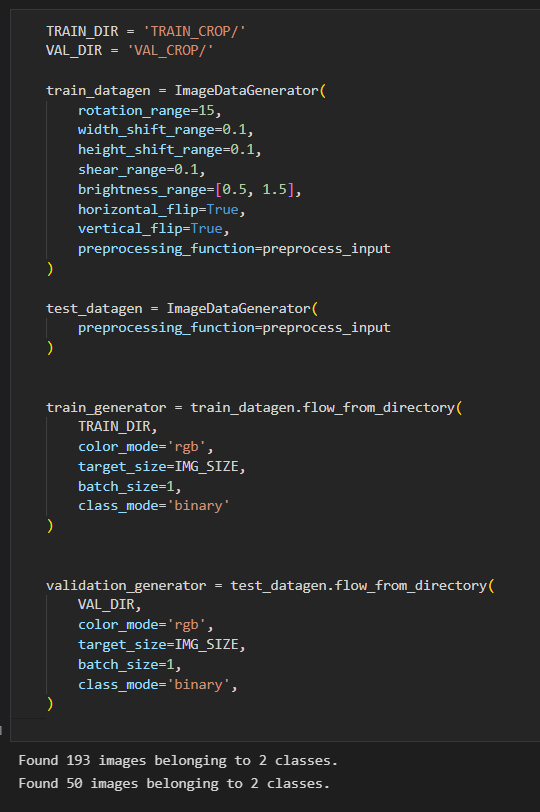 TRAIN_DIR = 'TRAIN_CROP/'
VAL_DIR = 'VAL_CROP/'
train_datagen = ImageDataGenerator(
rotation_range=15,
width_shift_range=0.1,
height_shift_range=0.1,
shear_range=0.1,
brightness_range=[0.5, 1.5],
horizontal_flip=True,
vertical_flip=True,
preprocessing_function=preprocess_input
)
test_datagen = ImageDataGenerator(
preprocessing_function=preprocess_input
)
train_generator = train_datagen.flow_from_directory(
TRAIN_DIR,
color_mode='rgb',
target_size=IMG_SIZE,
batch_size=1,
class_mode='binary'
)
validation_generator = test_datagen.flow_from_directory(
VAL_DIR,
color_mode='rgb',
target_size=IMG_SIZE,
batch_size=1,
class_mode='binary',
)
Found 193 images belonging to 2 classes.
Found 50 images belonging to 2 classes.